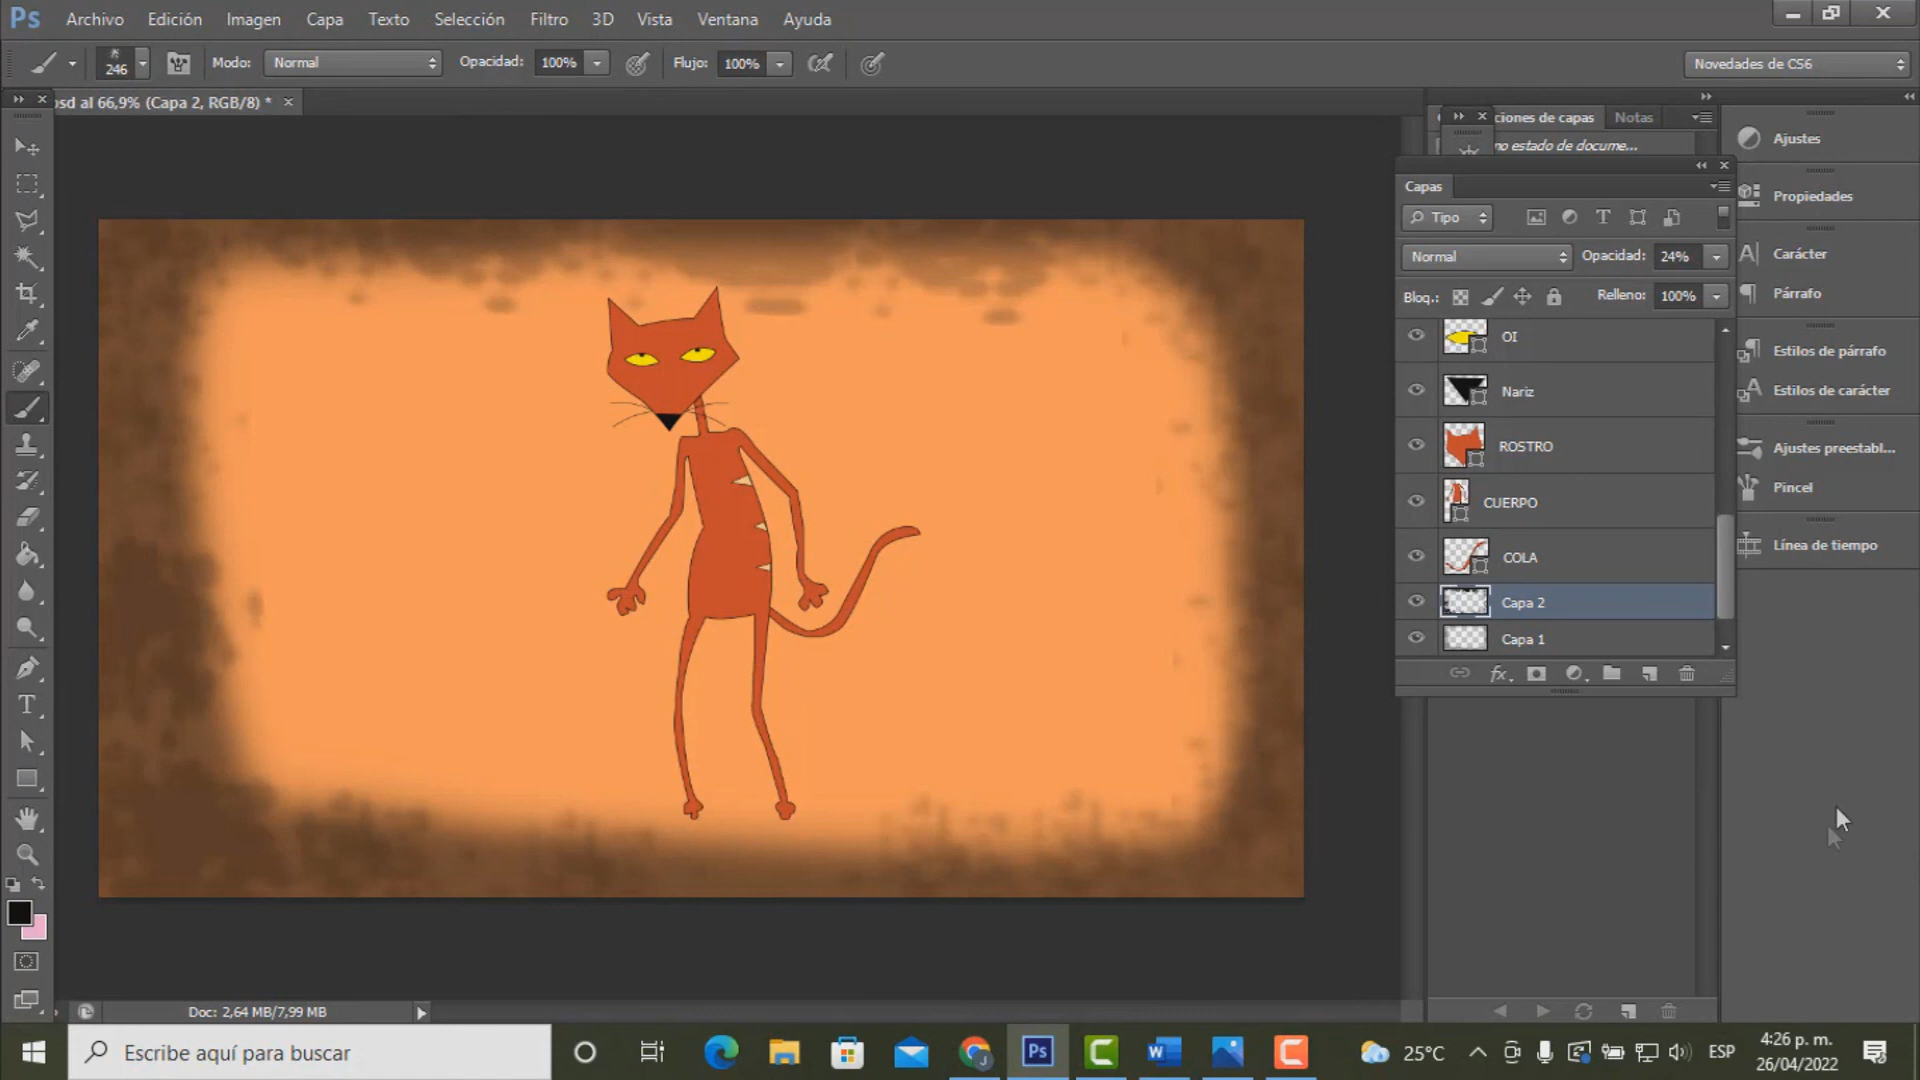 Ps Archivo Edición Imagen Capa Texto Selección Filtro 3D Vista Ventana Ayuda
246 Modo: Normal Opacidad: 100% Flujo: 100% Novedades de CS6
psd al 66,9% (Capa 2, RGB/8) *
ciones de capas Notas
no estado de docume...
Capas
Tipo
Normal Opacidad: 24%
Bloq.: Relleno: 100%
OI
Nariz
ROSTRO
CUERPO
COLA
Capa 2
Capa 1
fx
Ajustes
Propiedades
Carácter
Párrafo
Estilos de párrafo
Estilos de carácter
Ajustes preestabl...
Pincel
Línea de tiempo
Doc: 2,64 MB/7,99 MB
Escribe aquí para buscar
Ps
25°C
ESP
4:26 p. m.
26/04/2022